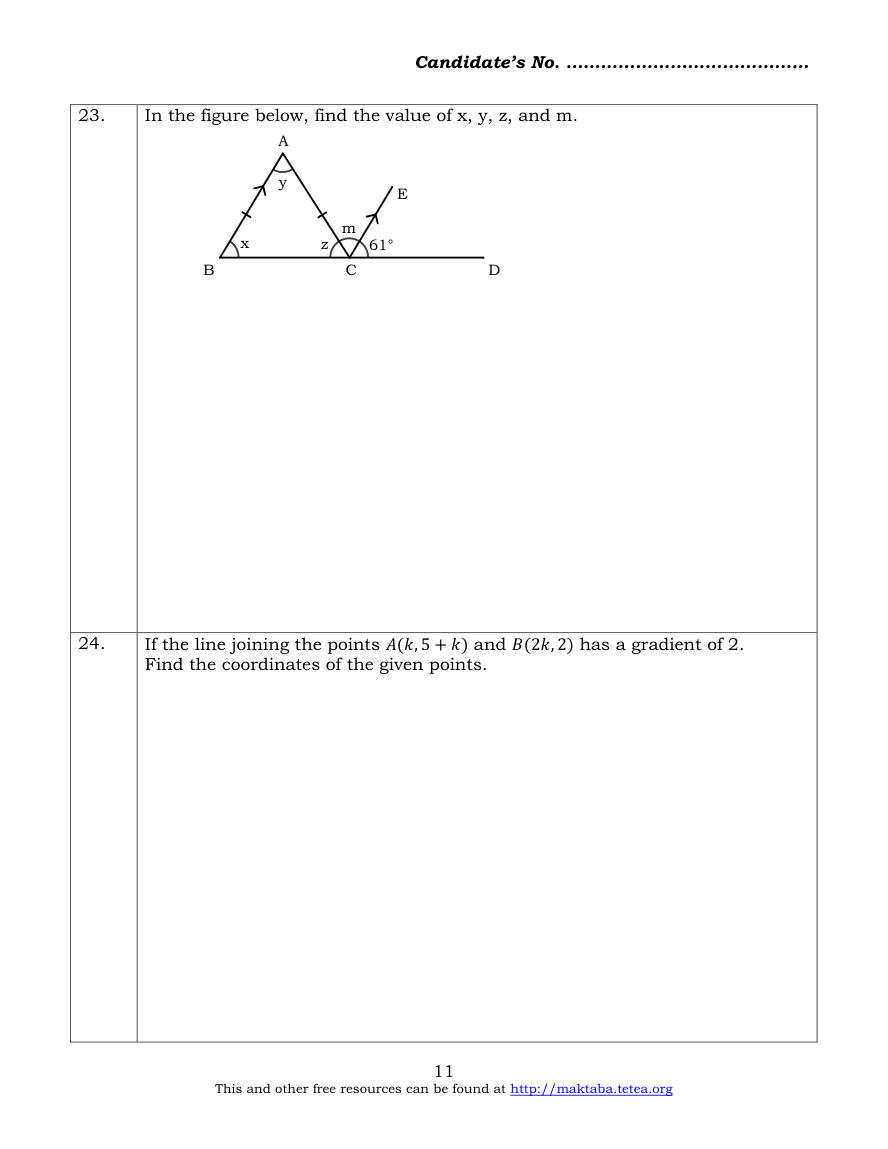 Candidate's No. ..........................................
23. In the figure below, find the value of x, y, z, and m.
A
y
E
m
x z 61°
B C D
24. If the line joining the points A(k, 5 + k) and B(2k, 2) has a gradient of 2.
Find the coordinates of the given points.
11
This and other free resources can be found at http://maktaba.tetea.org